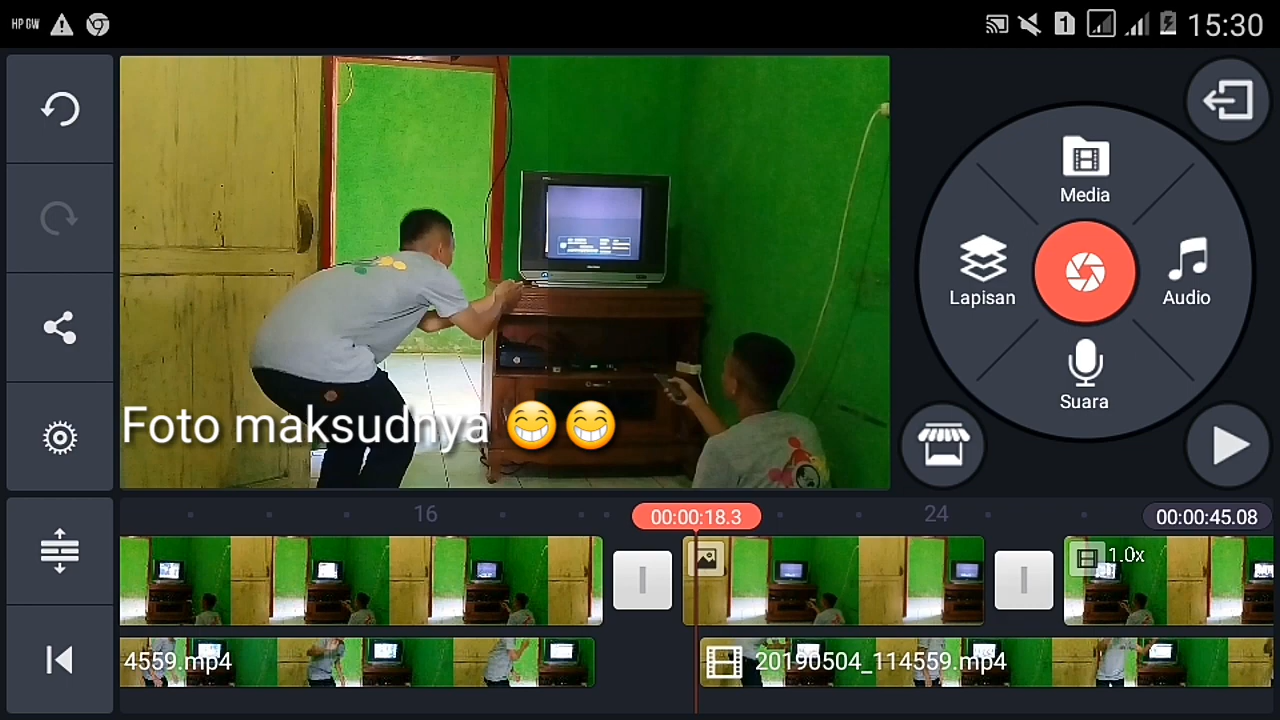 HP GW
1
15:30
Media
Lapisan
Audio
Suara
Foto maksudnya 😁😁
16
00:00:18.3
24
00:00:45.08
1.0x
4559.mp4
20190504_114559.mp4